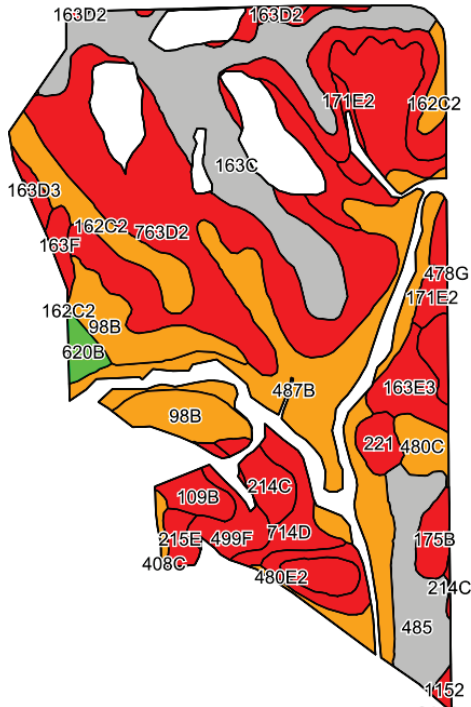 163D2
163D2
171E2
162C2
163C
163D3
162C2
763D2
163F
478G
171E2
162C2
98B
620B
487B
163E3
98B
221
480C
109B
214C
215E
499F
714D
175B
408C
480E2
214C
485
1152